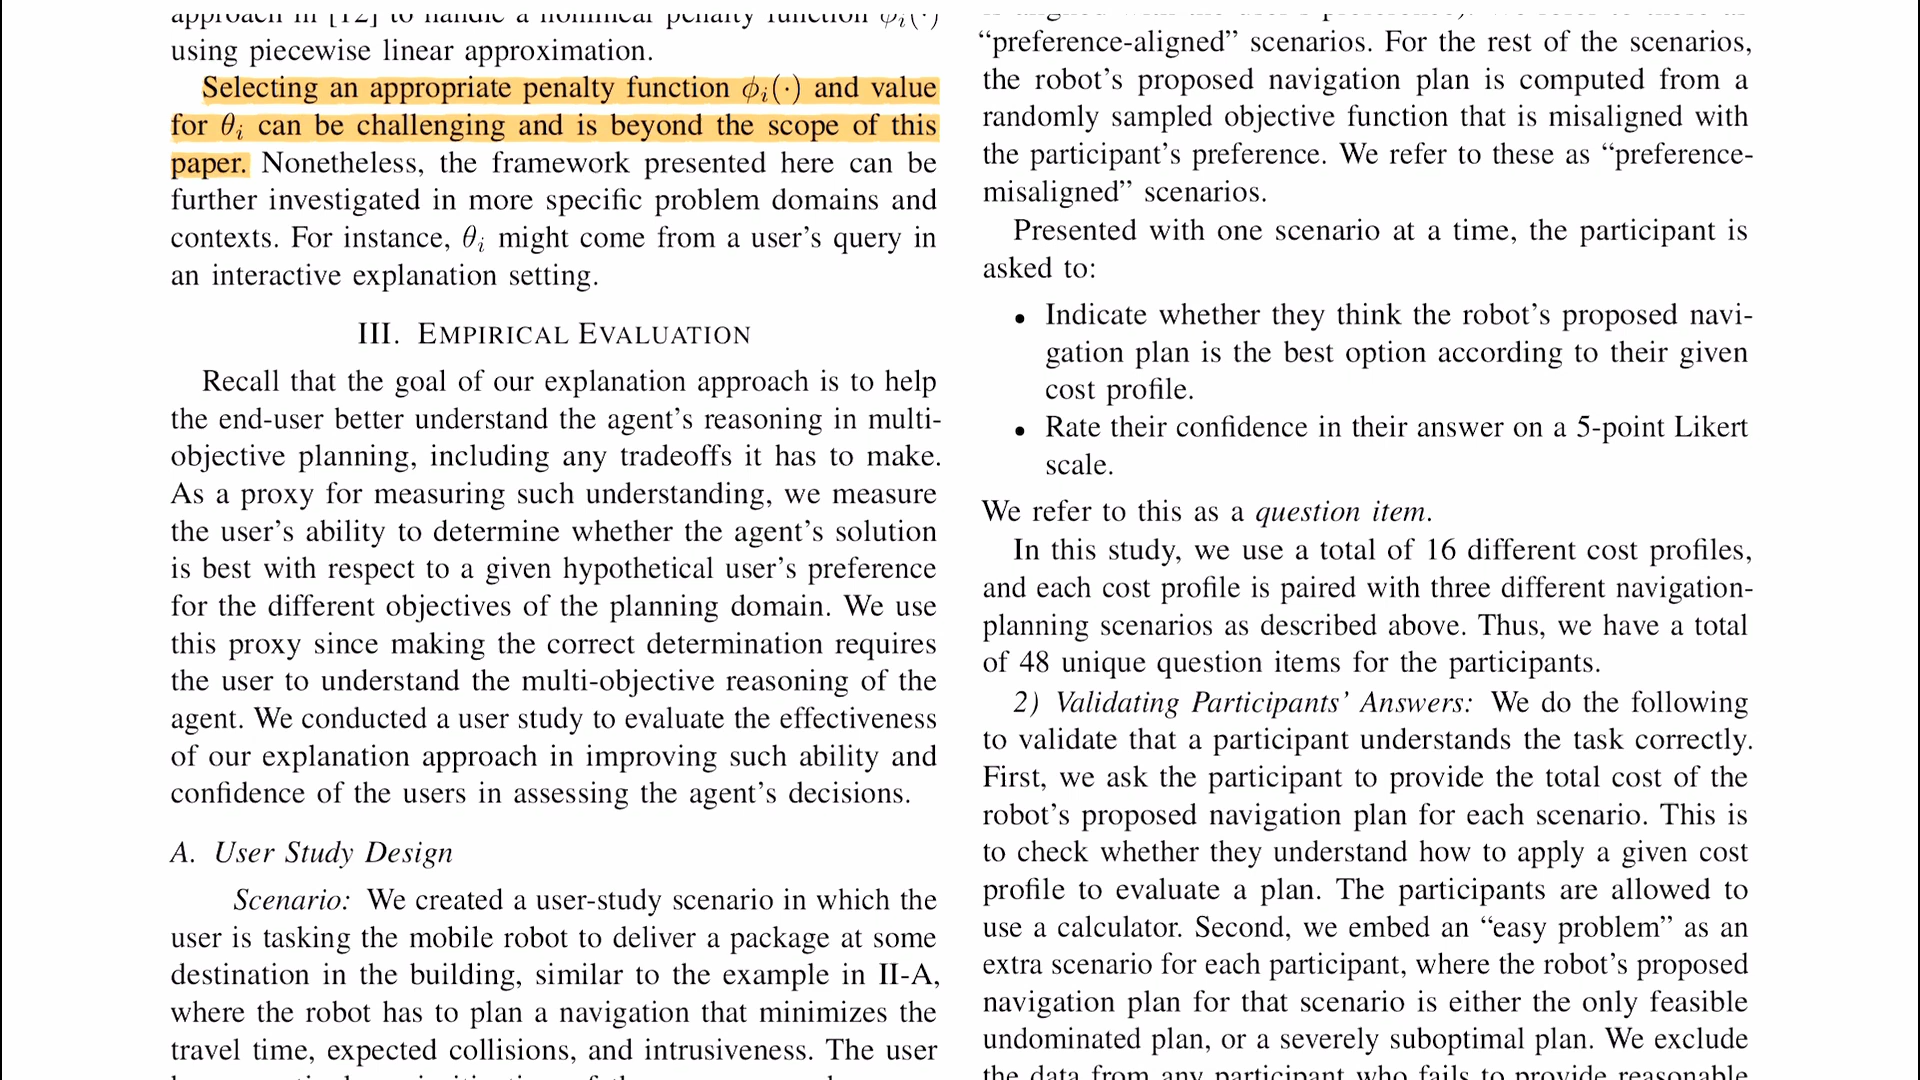 approach in [12] to handle a nonlinear penalty function ϕᵢ(·)
using piecewise linear approximation.
Selecting an appropriate penalty function ϕᵢ(·) and value
for θᵢ can be challenging and is beyond the scope of this
paper. Nonetheless, the framework presented here can be
further investigated in more specific problem domains and
contexts. For instance, θᵢ might come from a user's query in
an interactive explanation setting.
III. EMPIRICAL EVALUATION
Recall that the goal of our explanation approach is to help
the end-user better understand the agent's reasoning in multi-
objective planning, including any tradeoffs it has to make.
As a proxy for measuring such understanding, we measure
the user's ability to determine whether the agent's solution
is best with respect to a given hypothetical user's preference
for the different objectives of the planning domain. We use
this proxy since making the correct determination requires
the user to understand the multi-objective reasoning of the
agent. We conducted a user study to evaluate the effectiveness
of our explanation approach in improving such ability and
confidence of the users in assessing the agent's decisions.
A. User Study Design
Scenario: We created a user-study scenario in which the
user is tasking the mobile robot to deliver a package at some
destination in the building, similar to the example in II-A,
where the robot has to plan a navigation that minimizes the
travel time, expected collisions, and intrusiveness. The user
“preference-aligned” scenarios. For the rest of the scenarios,
the robot's proposed navigation plan is computed from a
randomly sampled objective function that is misaligned with
the participant's preference. We refer to these as “preference-
misaligned” scenarios.
Presented with one scenario at a time, the participant is
asked to:
• Indicate whether they think the robot's proposed navi-
gation plan is the best option according to their given
cost profile.
• Rate their confidence in their answer on a 5-point Likert
scale.
We refer to this as a question item.
In this study, we use a total of 16 different cost profiles,
and each cost profile is paired with three different navigation-
planning scenarios as described above. Thus, we have a total
of 48 unique question items for the participants.
2) Validating Participants' Answers: We do the following
to validate that a participant understands the task correctly.
First, we ask the participant to provide the total cost of the
robot's proposed navigation plan for each scenario. This is
to check whether they understand how to apply a given cost
profile to evaluate a plan. The participants are allowed to
use a calculator. Second, we embed an “easy problem” as an
extra scenario for each participant, where the robot's proposed
navigation plan for that scenario is either the only feasible
undominated plan, or a severely suboptimal plan. We exclude
the data from any participant who fails to provide reasonable